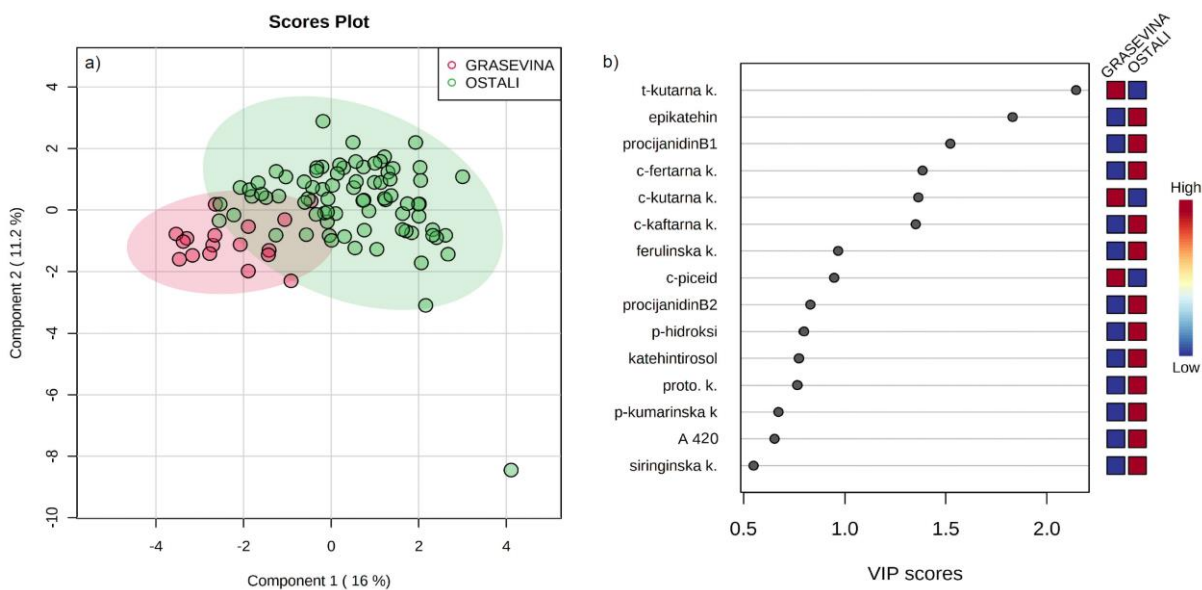 Scores Plot
a)
GRASEVINA
OSTALI
Component 2 ( 11.2 %)
4
2
0
-2
-4
-6
-8
-10
-4
-2
0
2
4
Component 1 ( 16 %)
b)
GRASEVINA
OSTALI
t-kutarna k.
epikatehin
procijanidinB1
c-fertarna k.
c-kutarna k.
c-kaftarna k.
ferulinska k.
c-piceid
procijanidinB2
p-hidroksi
katehintirosol
proto. k.
p-kumarinska k
A 420
siringinska k.
High
Low
0.5
1.0
1.5
2.0
VIP scores